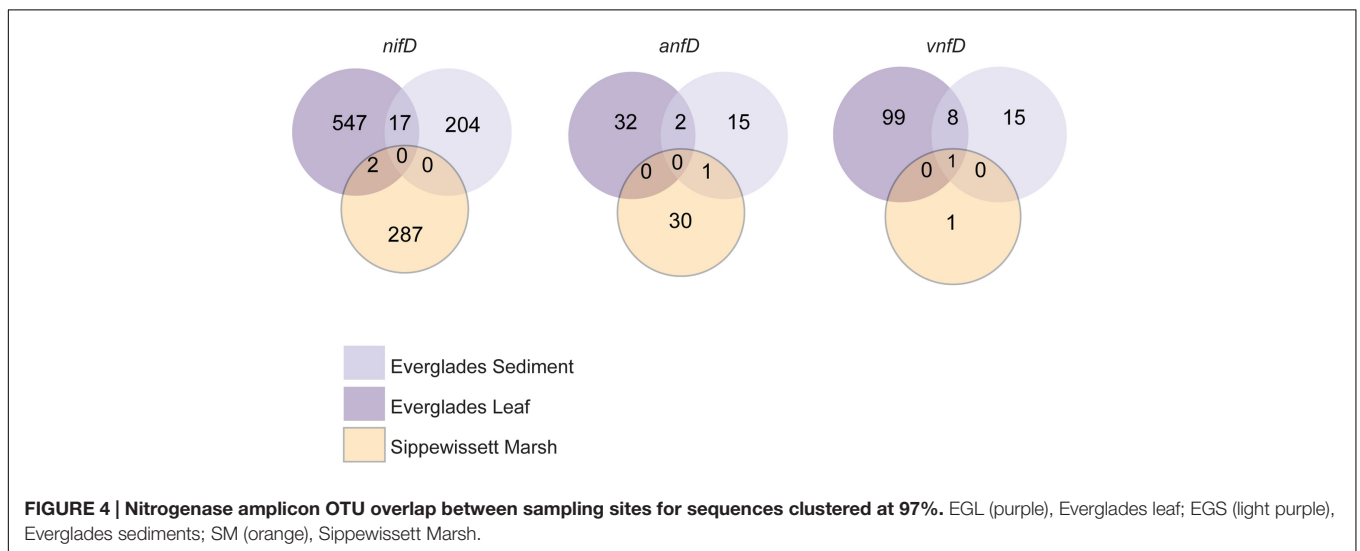 nifD anfD vnfD
547 17 204 32 2 15 99 8 15
2 0 0 0 0 1 0 1 0
287 30 1
Everglades Sediment
Everglades Leaf
Sippewissett Marsh
FIGURE 4 | Nitrogenase amplicon OTU overlap between sampling sites for sequences clustered at 97%. EGL (purple), Everglades leaf; EGS (light purple),
Everglades sediments; SM (orange), Sippewissett Marsh.